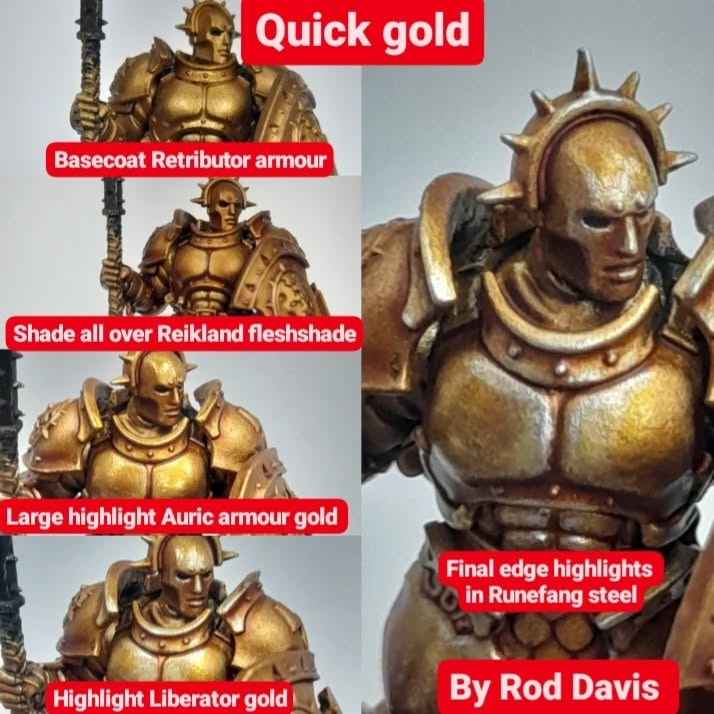 Quick gold
Basecoat Retributor armour
Shade all over Reikland fleshshade
Large highlight Auric armour gold
Highlight Liberator gold
Final edge highlights
in Runefang steel
By Rod Davis